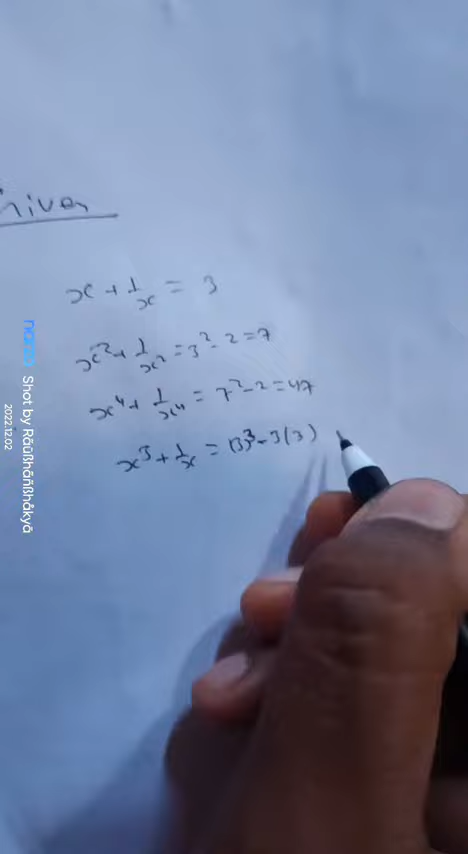 Given
x + 1/x = 3
x² + 1/x² = 3² - 2 = 7
x⁴ + 1/x⁴ = 7² - 2 = 47
x³ + 1/x = (3)³ - 3(3)
Shot by Rāūßhāñßhåkyā
2022.12.02